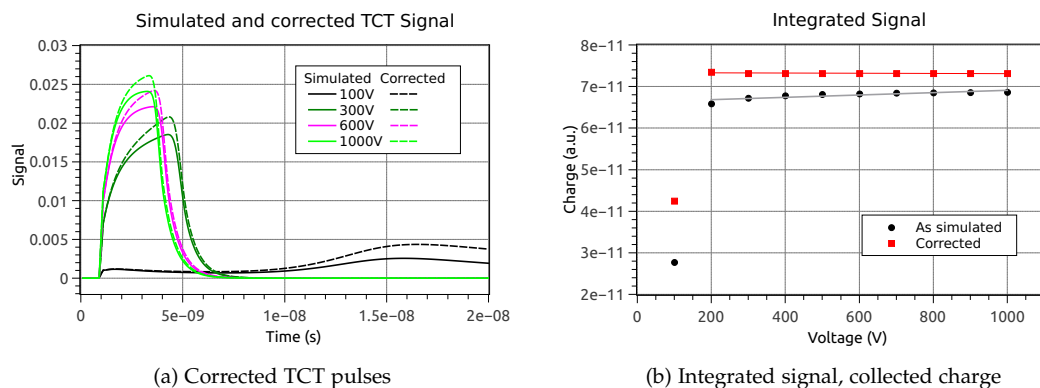 Simulated and corrected TCT Signal
0.03
0.025
0.02
0.015
0.01
0.005
0
Signal
Simulated Corrected
100V
300V
600V
1000V
0
5e−09
1e−08
1.5e−08
2e−08
Time (s)
(a) Corrected TCT pulses
Integrated Signal
8e−11
7e−11
6e−11
5e−11
4e−11
3e−11
2e−11
Charge (a.u.)
As simulated
Corrected
200
400
600
800
1000
Voltage (V)
(b) Integrated signal, collected charge